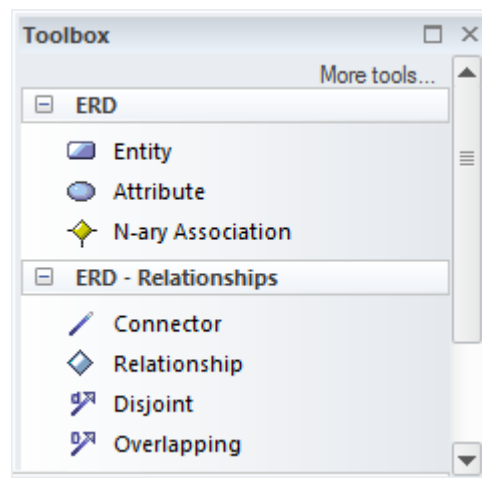 Toolbox
More tools...
ERD
Entity
Attribute
N-ary Association
ERD - Relationships
Connector
Relationship
Disjoint
Overlapping